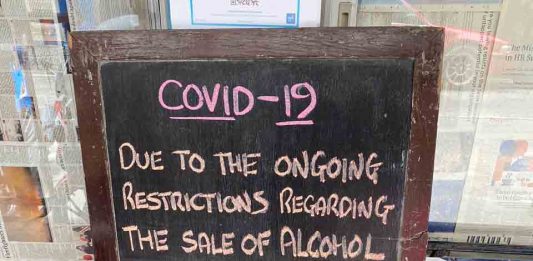 COVID-19
DUE TO THE ONGOING
RESTRICTIONS REGARDING
THE SALE OF ALCOHOL